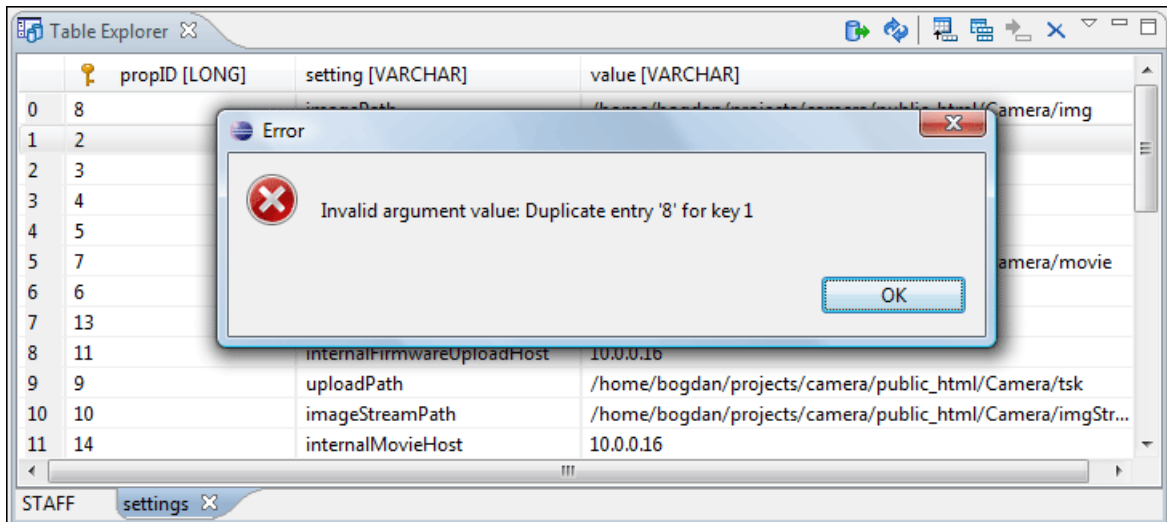 Table Explorer
propID [LONG] setting [VARCHAR] value [VARCHAR]
0 8 imagePath /home/bogdan/projects/camera/public_html/Camera/img
Error
1 2
2 3
3 4
Invalid argument value: Duplicate entry '8' for key 1
4 5
5 7 amera/movie
6 6
OK
7 13
8 11 internalFirmwareUploadHost 10.0.0.16
9 9 uploadPath /home/bogdan/projects/camera/public_html/Camera/tsk
10 10 imageStreamPath /home/bogdan/projects/camera/public_html/Camera/imgStr...
11 14 internalMovieHost 10.0.0.16
STAFF settings